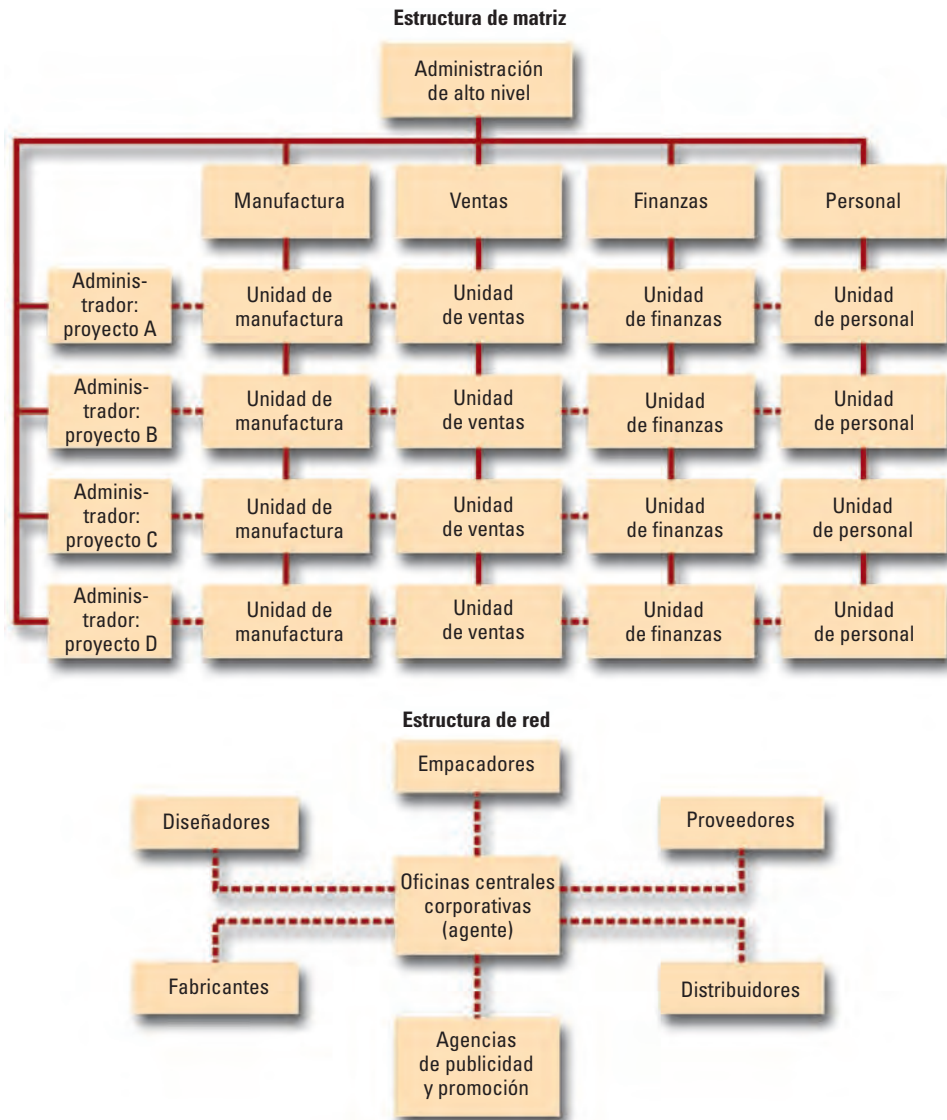 Estructura de matriz
Administración
de alto nivel
Manufactura
Ventas
Finanzas
Personal
Adminis-
trador:
proyecto A
Unidad de
manufactura
Unidad
de ventas
Unidad
de finanzas
Unidad
de personal
Adminis-
trador:
proyecto B
Unidad de
manufactura
Unidad
de ventas
Unidad
de finanzas
Unidad
de personal
Adminis-
trador:
proyecto C
Unidad de
manufactura
Unidad
de ventas
Unidad
de finanzas
Unidad
de personal
Adminis-
trador:
proyecto D
Unidad de
manufactura
Unidad
de ventas
Unidad
de finanzas
Unidad
de personal
Estructura de red
Empacadores
Diseñadores
Proveedores
Oficinas centrales
corporativas
(agente)
Fabricantes
Distribuidores
Agencias
de publicidad
y promoción